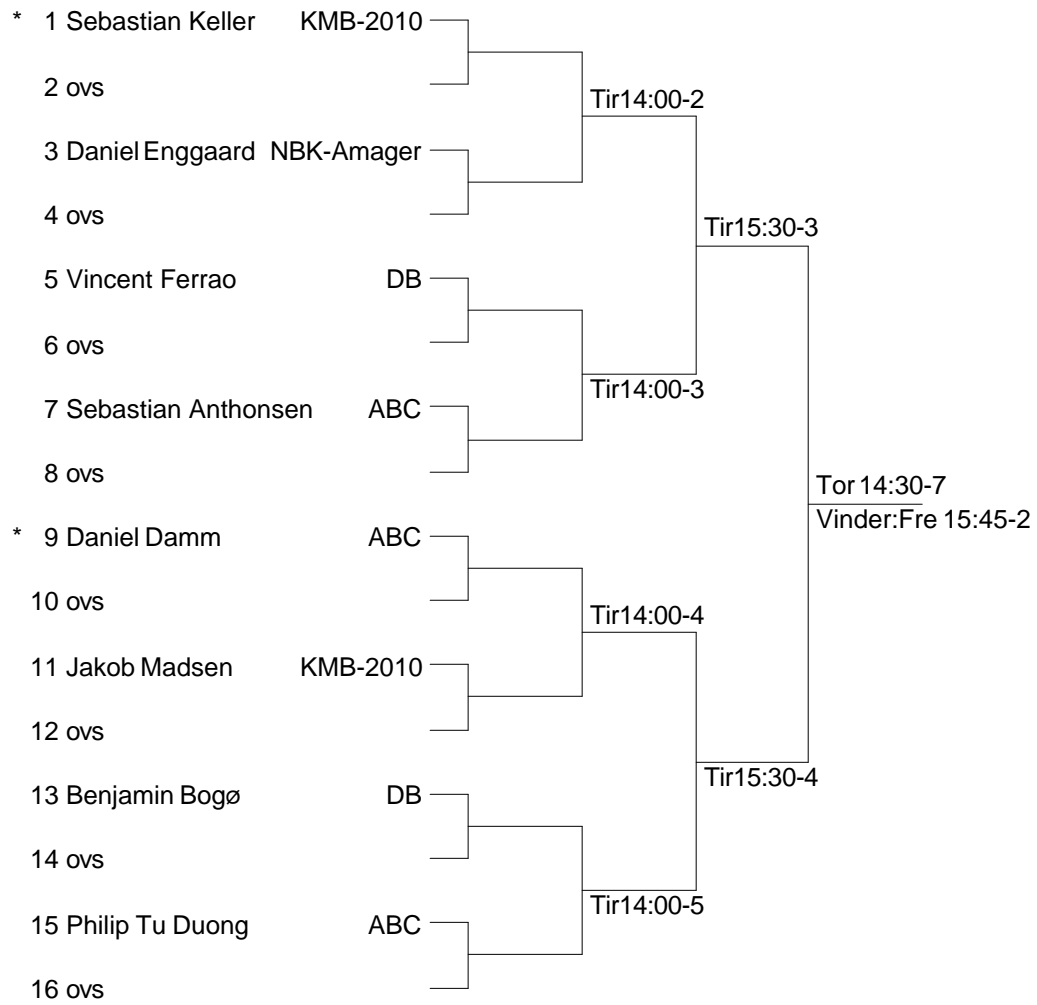 * 1 Sebastian Keller KMB-2010
2 ovs
Tir14:00-2
3 Daniel Enggaard NBK-Amager
4 ovs
Tir15:30-3
5 Vincent Ferrao DB
6 ovs
Tir14:00-3
7 Sebastian Anthonsen ABC
8 ovs
Tor 14:30-7
Vinder:Fre 15:45-2
* 9 Daniel Damm ABC
10 ovs
Tir14:00-4
11 Jakob Madsen KMB-2010
12 ovs
Tir15:30-4
13 Benjamin Bogø DB
14 ovs
Tir14:00-5
15 Philip Tu Duong ABC
16 ovs